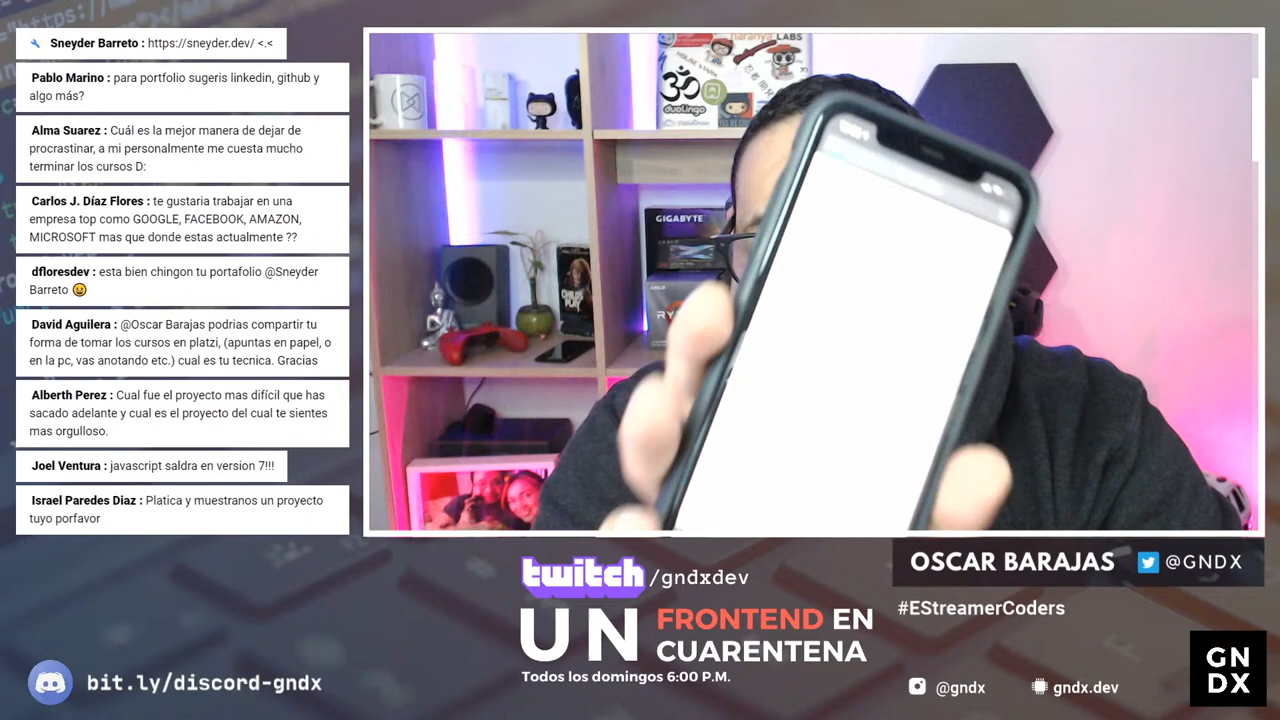 Sneyder Barreto : https://sneyder.dev/ <.<
Pablo Marino : para portfolio sugeris linkedin, github y
algo más?
Alma Suarez : Cuál es la mejor manera de dejar de
procrastinar, a mi personalmente me cuesta mucho
terminar los cursos D:
Carlos J. Díaz Flores : te gustaria trabajar en una
empresa top como GOOGLE, FACEBOOK, AMAZON,
MICROSOFT mas que donde estas actualmente ??
dfloresdev : esta bien chingon tu portafolio @Sneyder
Barreto 😀
David Aguilera : @Oscar Barajas podrias compartir tu
forma de tomar los cursos en platzi, (apuntas en papel, o
en la pc, vas anotando etc.) cual es tu tecnica. Gracias
Alberth Perez : Cual fue el proyecto mas difícil que has
sacado adelante y cual es el proyecto del cual te sientes
mas orgulloso.
Joel Ventura : javascript saldra en version 7!!!
Israel Paredes Diaz : Platica y muestranos un proyecto
tuyo porfavor
naranya LABS
HOUSE MARK
duolingo
GIGABYTE
AMD
RY
CHILD'S
PLAY
OSCAR BARAJAS @GNDX
#EStreamerCoders
twitch/gndxdev
UN FRONTEND EN
CUARENTENA
Todos los domingos 6:00 P.M.
bit.ly/discord-gndx
@gndx gndx.dev
GN
DX